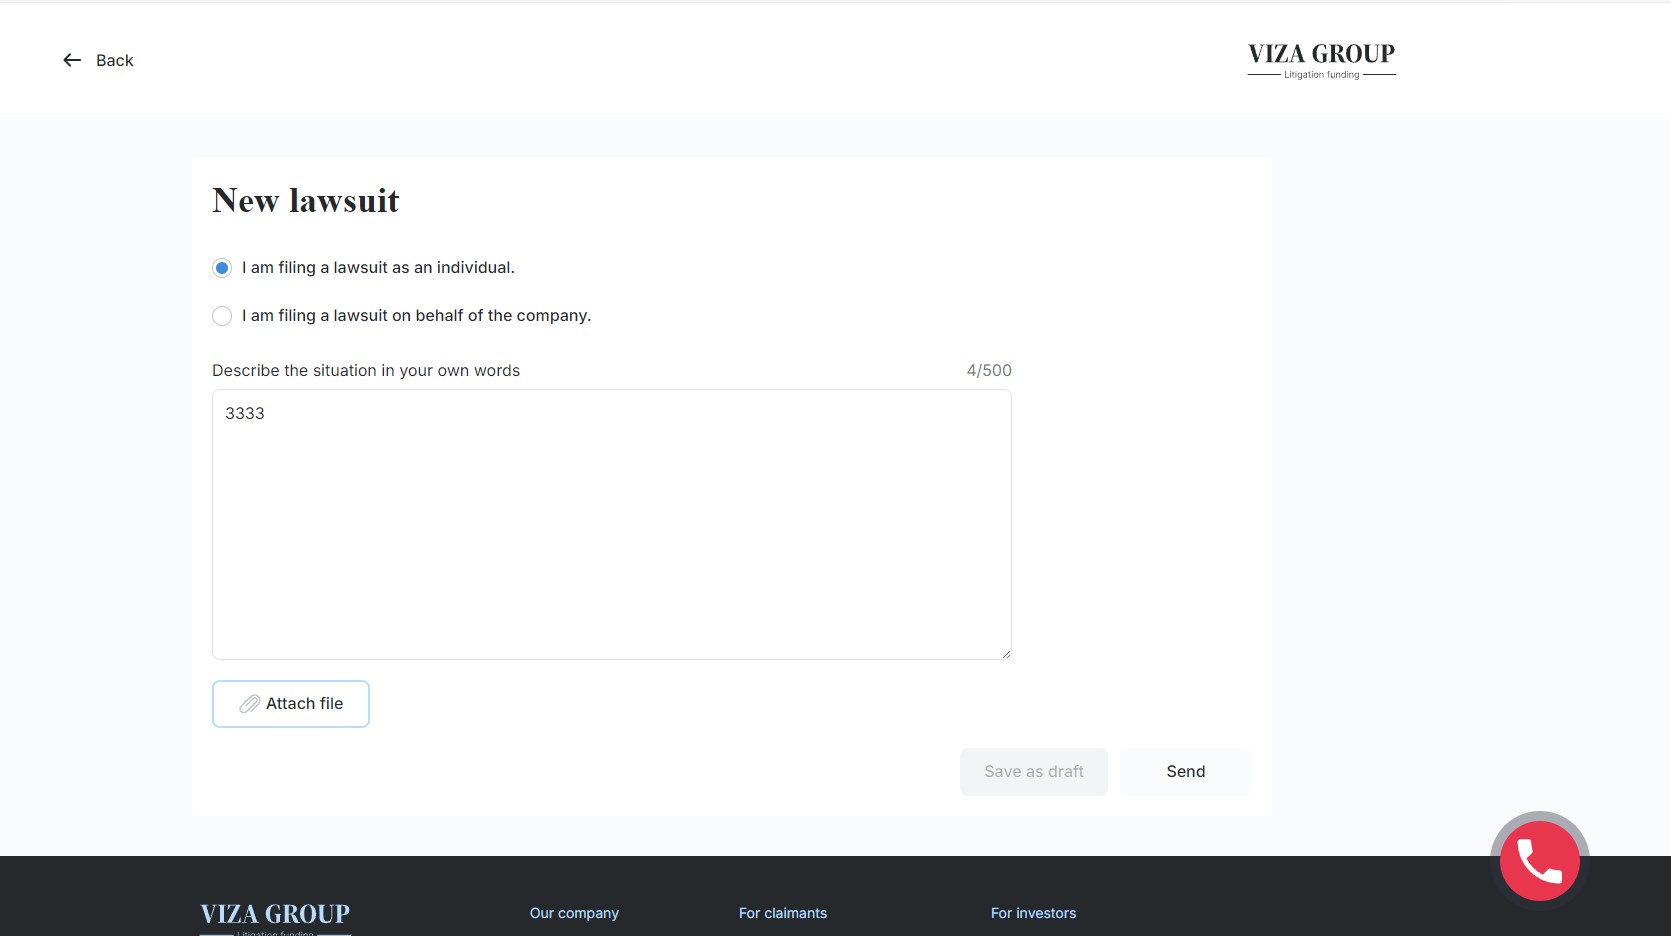 Back
VIZA GROUP
Litigation funding
New lawsuit
I am filing a lawsuit as an individual.
I am filing a lawsuit on behalf of the company.
Describe the situation in your own words 4/500
3333
Attach file
Save as draft Send
VIZA GROUP Our company For claimants For investors
Litigation funding